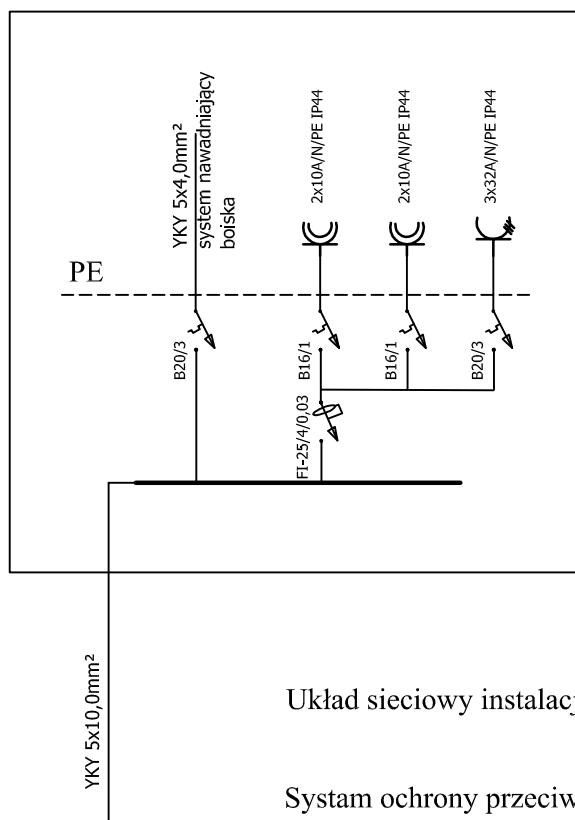 YKY 5x4,0mm²
system nawadniający
boiska
2x10A/N/PE IP44
2x10A/N/PE IP44
3x32A/N/PE IP44
PE
B20/3
B16/1
B16/1
B20/3
FI-25/4/0,03
YKY 5x10,0mm²
Układ sieciowy instalacj
Systam ochrony przeciw